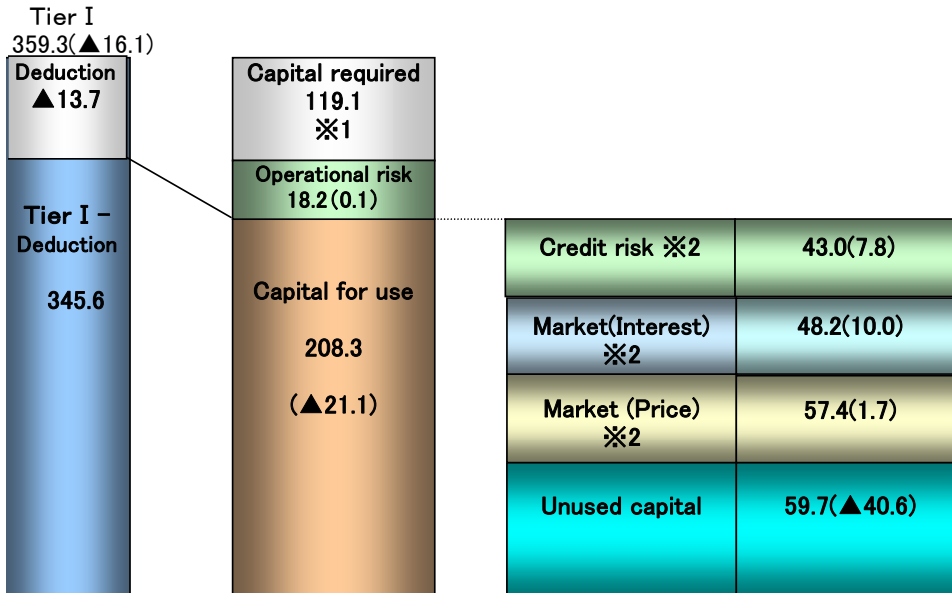 Tier Ⅰ
359.3(▲16.1)
Deduction
▲13.7
Tier Ⅰ－
Deduction
345.6
Capital required
119.1
※1
Operational risk
18.2(0.1)
Capital for use
208.3
(▲21.1)
Credit risk ※2
43.0(7.8)
Market(Interest)
※2
48.2(10.0)
Market (Price)
※2
57.4(1.7)
Unused capital
59.7(▲40.6)